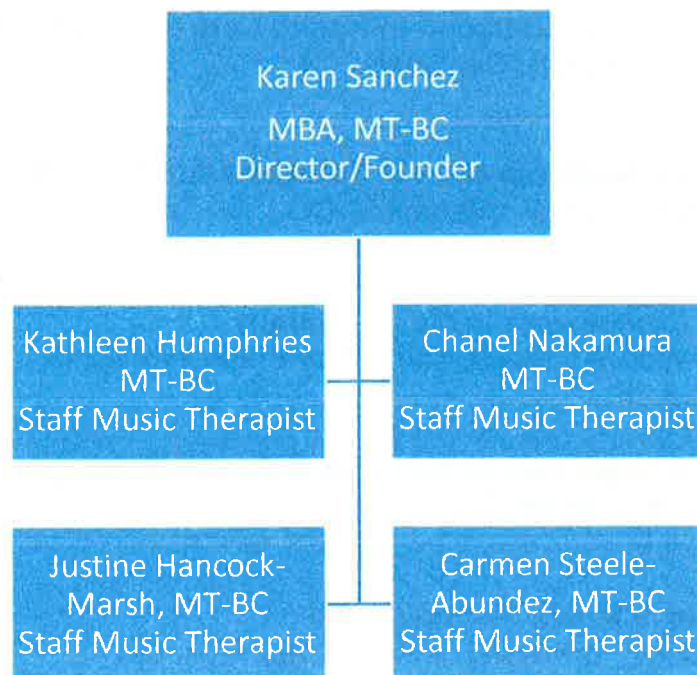 Karen Sanchez
MBA, MT-BC
Director/Founder
Kathleen Humphries
MT-BC
Staff Music Therapist
Chanel Nakamura
MT-BC
Staff Music Therapist
Justine Hancock-
Marsh, MT-BC
Staff Music Therapist
Carmen Steele-
Abundez, MT-BC
Staff Music Therapist